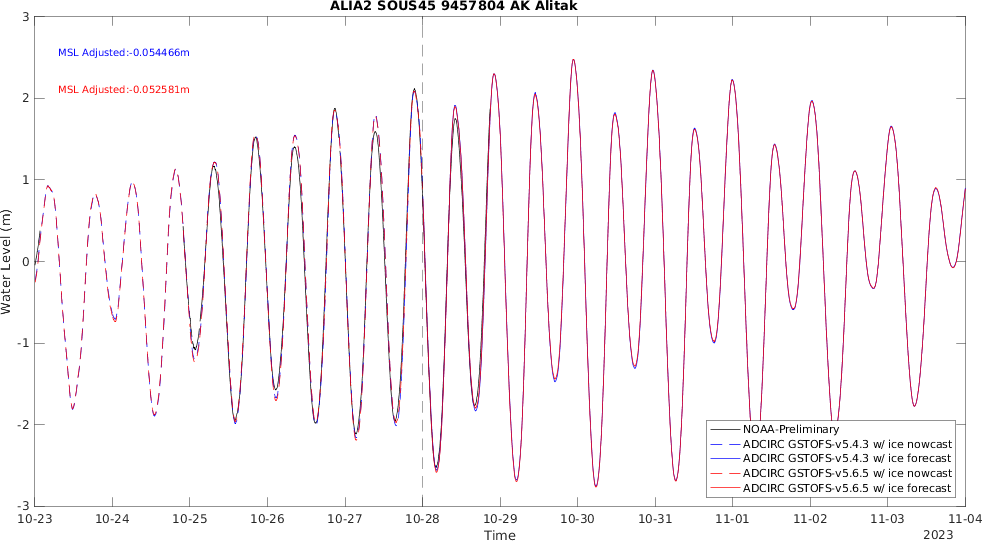 ALIA2 SOUS45 9457804 AK Alitak
MSL Adjusted:-0.054466m
MSL Adjusted:-0.052581m
Water Level (m)
3
2
1
0
-1
-2
-3
NOAA-Preliminary
ADCIRC GSTOFS-v5.4.3 w/ ice nowcast
ADCIRC GSTOFS-v5.4.3 w/ ice forecast
ADCIRC GSTOFS-v5.6.5 w/ ice nowcast
ADCIRC GSTOFS-v5.6.5 w/ ice forecast
10-23 10-24 10-25 10-26 10-27 10-28 10-29 10-30 10-31 11-01 11-02 11-03 11-04
Time
2023